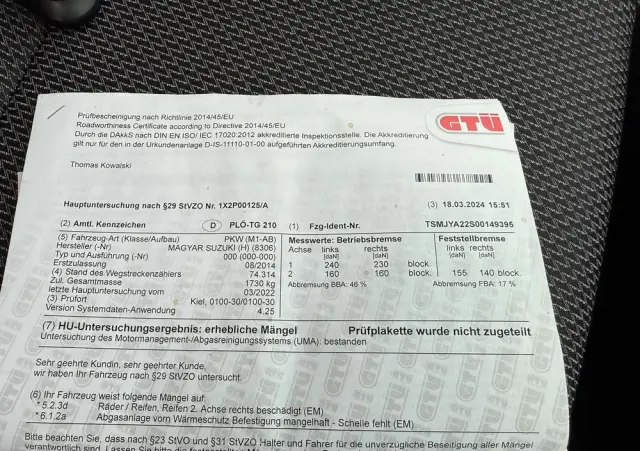 Prüfbescheinigung nach Richtlinie 2014/45/EU
Roadworthiness Certificate according to Directive 2014/45/EU
Durch die DAkkS nach DIN EN ISO/ IEC 17020:2012 akkreditierte Inspektionsstelle. Die Akkreditierung
gilt nur für den in der Urkundenanlage D-IS-11110-01-00 aufgeführten Akkreditierungsumfang.
GTÜ
Thomas Kowalski
Hauptuntersuchung nach §29 StVZO Nr. 1X2P00125/A (3) 18.03.2024 15:51
(2) Amtl. Kennzeichen D PLÖ-TG 210 (1) Fzg-Ident-Nr. TSMJYA22S00149395
(5) Fahrzeug-Art (Klasse/Aufbau) PKW (M1-AB) Messwerte: Betriebsbremse Feststellbremse
Hersteller (-Nr) MAGYAR SUZUKI (H) (8306) Achse links rechts links rechts
Typ und Ausführung (-Nr) 000 (000-000) [daN] [daN] [daN] [daN]
Erstzulassung 08/2014 1 240 230 block.
(4) Stand des Wegstreckenzählers 74.314 2 160 160 block. 155 140 block.
Zul. Gesamtmasse 1730 kg Abbremsung BBA: 46 % Abbremsung FBA: 17 %
letzte Hauptuntersuchung vom 03/2022
(3) Prüfort Kiel, 0100-30/0100-30
Version Systemdaten-Anwendung 4.25
(7) HU-Untersuchungsergebnis: erhebliche Mängel Prüfplakette wurde nicht zugeteilt
Untersuchung des Motormanagement-/Abgasreinigungssystems (UMA): bestanden
Sehr geehrte Kundin, sehr geehrter Kunde,
wir haben Ihr Fahrzeug nach §29 StVZO untersucht.
(6) Ihr Fahrzeug weist folgende Mängel auf:
*5.2.3d Räder / Reifen, Reifen 2. Achse rechts beschädigt (EM)
*6.1.2a Abgasanlage vorn Wärmeschutz Befestigung mangelhaft - Schelle fehlt (EM)
Bitte beachten Sie, dass nach §23 StVO und §31 StVZO Halter und Fahrer für die unverzügliche Beseitigung aller Mängel
verantwortlich sind. Lassen Sie bitte die festgestellten Mängel